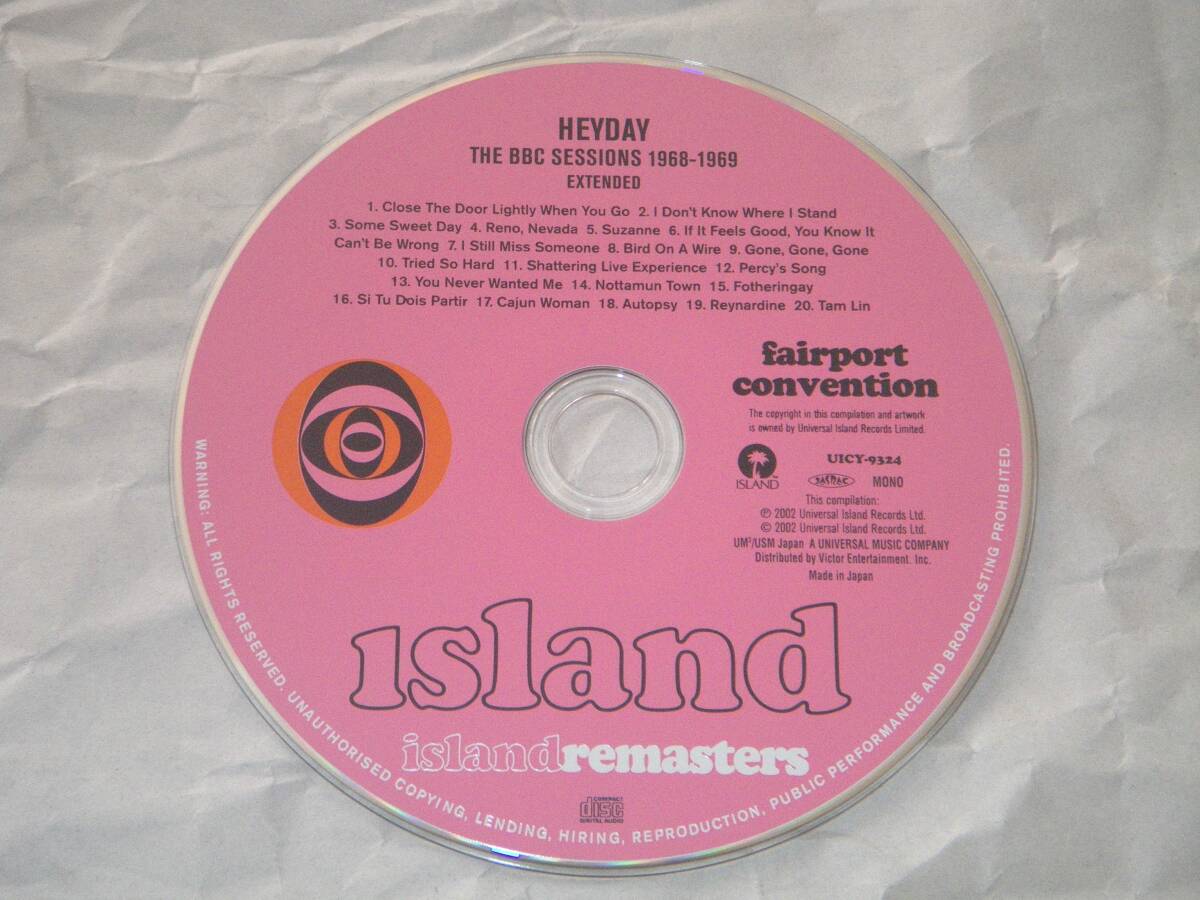 HEYDAY
THE BBC SESSIONS 1968-1969
EXTENDED
1. Close The Door Lightly When You Go 2. I Don't Know Where I Stand
3. Some Sweet Day 4. Reno, Nevada 5. Suzanne 6. If It Feels Good, You Know It
Can't Be Wrong 7. I Still Miss Someone 8. Bird On A Wire 9. Gone, Gone, Gone
10. Tried So Hard 11. Shattering Live Experience 12. Percy's Song
13. You Never Wanted Me 14. Nottamun Town 15. Fotheringay
16. Si Tu Dois Partir 17. Cajun Woman 18. Autopsy 19. Reynardine 20. Tam Lin
fairport
convention
The copyright in this compilation and artwork
is owned by Universal Island Records Limited.
ISLAND™
UICY-9324
JASRAC MONO
This compilation:
℗ 2002 Universal Island Records Ltd.
© 2002 Universal Island Records Ltd.
UM³/USM Japan A UNIVERSAL MUSIC COMPANY
Distributed by Victor Entertainment. Inc.
Made in Japan
island
islandremasters
COMPACT
disc
DIGITAL AUDIO
WARNING: ALL RIGHTS RESERVED. UNAUTHORISED COPYING, LENDING, HIRING, REPRODUCTION, PUBLIC PERFORMANCE AND BROADCASTING PROHIBITED.